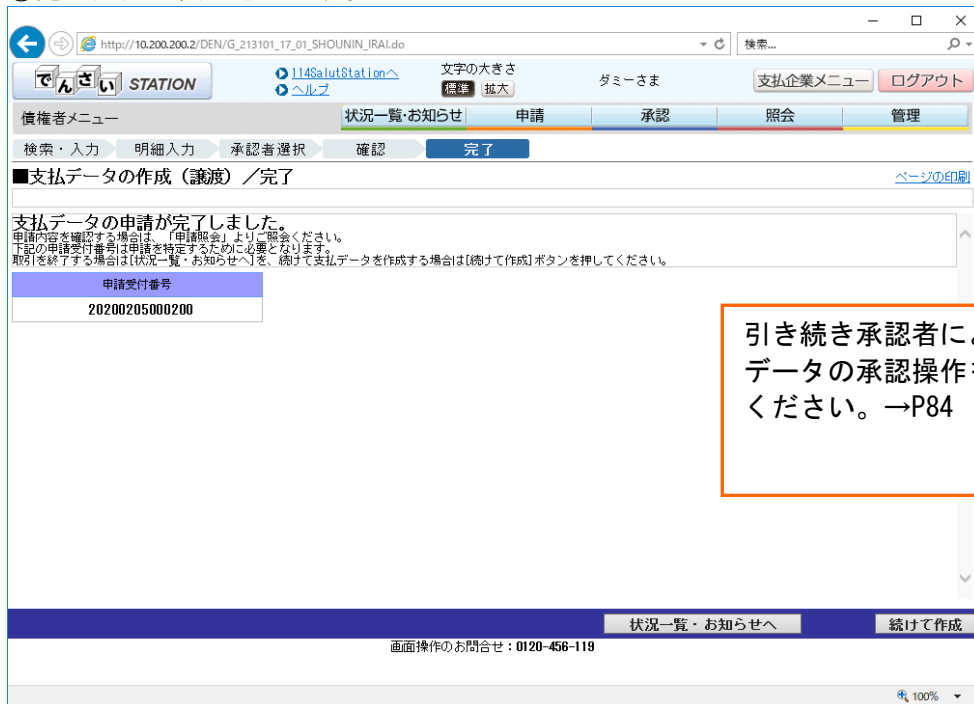 http://10.200.200.2/DEN/G_213101_17_01_SHOUNIN_IRAI.do
検索...
でんさい STATION
114SalutStationへ
ヘルプ
文字の大きさ
標準 拡大
ダミーさま
支払企業メニュー
ログアウト
債権者メニュー
状況一覧・お知らせ
申請
承認
照会
管理
検索・入力
明細入力
承認者選択
確認
完了
■支払データの作成（譲渡）／完了
ページの印刷
支払データの申請が完了しました。
申請内容を確認する場合は、「申請照会」よりご照会ください。
下記の申請受付番号は申請を特定するために必要となります。
取引を終了する場合は[状況一覧・お知らせへ]を、続けて支払データを作成する場合は[続けて作成]ボタンを押してください。
申請受付番号
20200205000200
引き続き承認者に
データの承認操作
ください。→P84
状況一覧・お知らせへ
続けて作成
画面操作のお問合せ：0120-456-119
100%